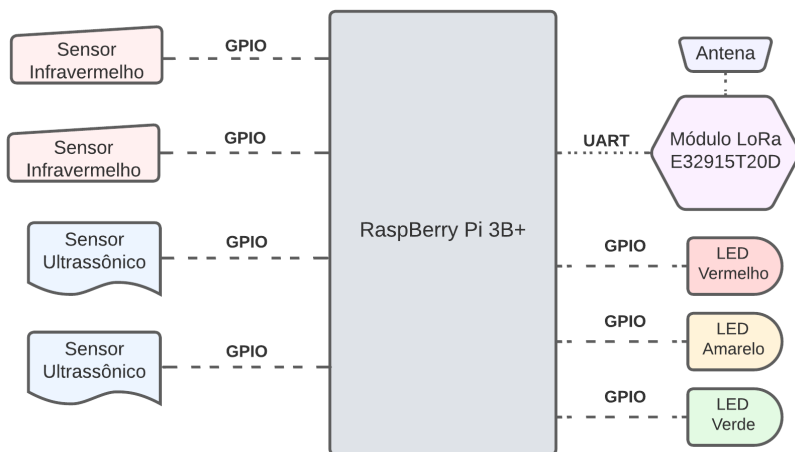 Sensor
Infravermelho
GPIO
Sensor
Infravermelho
GPIO
Sensor
Ultrassônico
GPIO
Sensor
Ultrassônico
GPIO
RaspBerry Pi 3B+
Antena
UART
Módulo LoRa
E32915T20D
GPIO
LED
Vermelho
GPIO
LED
Amarelo
GPIO
LED
Verde